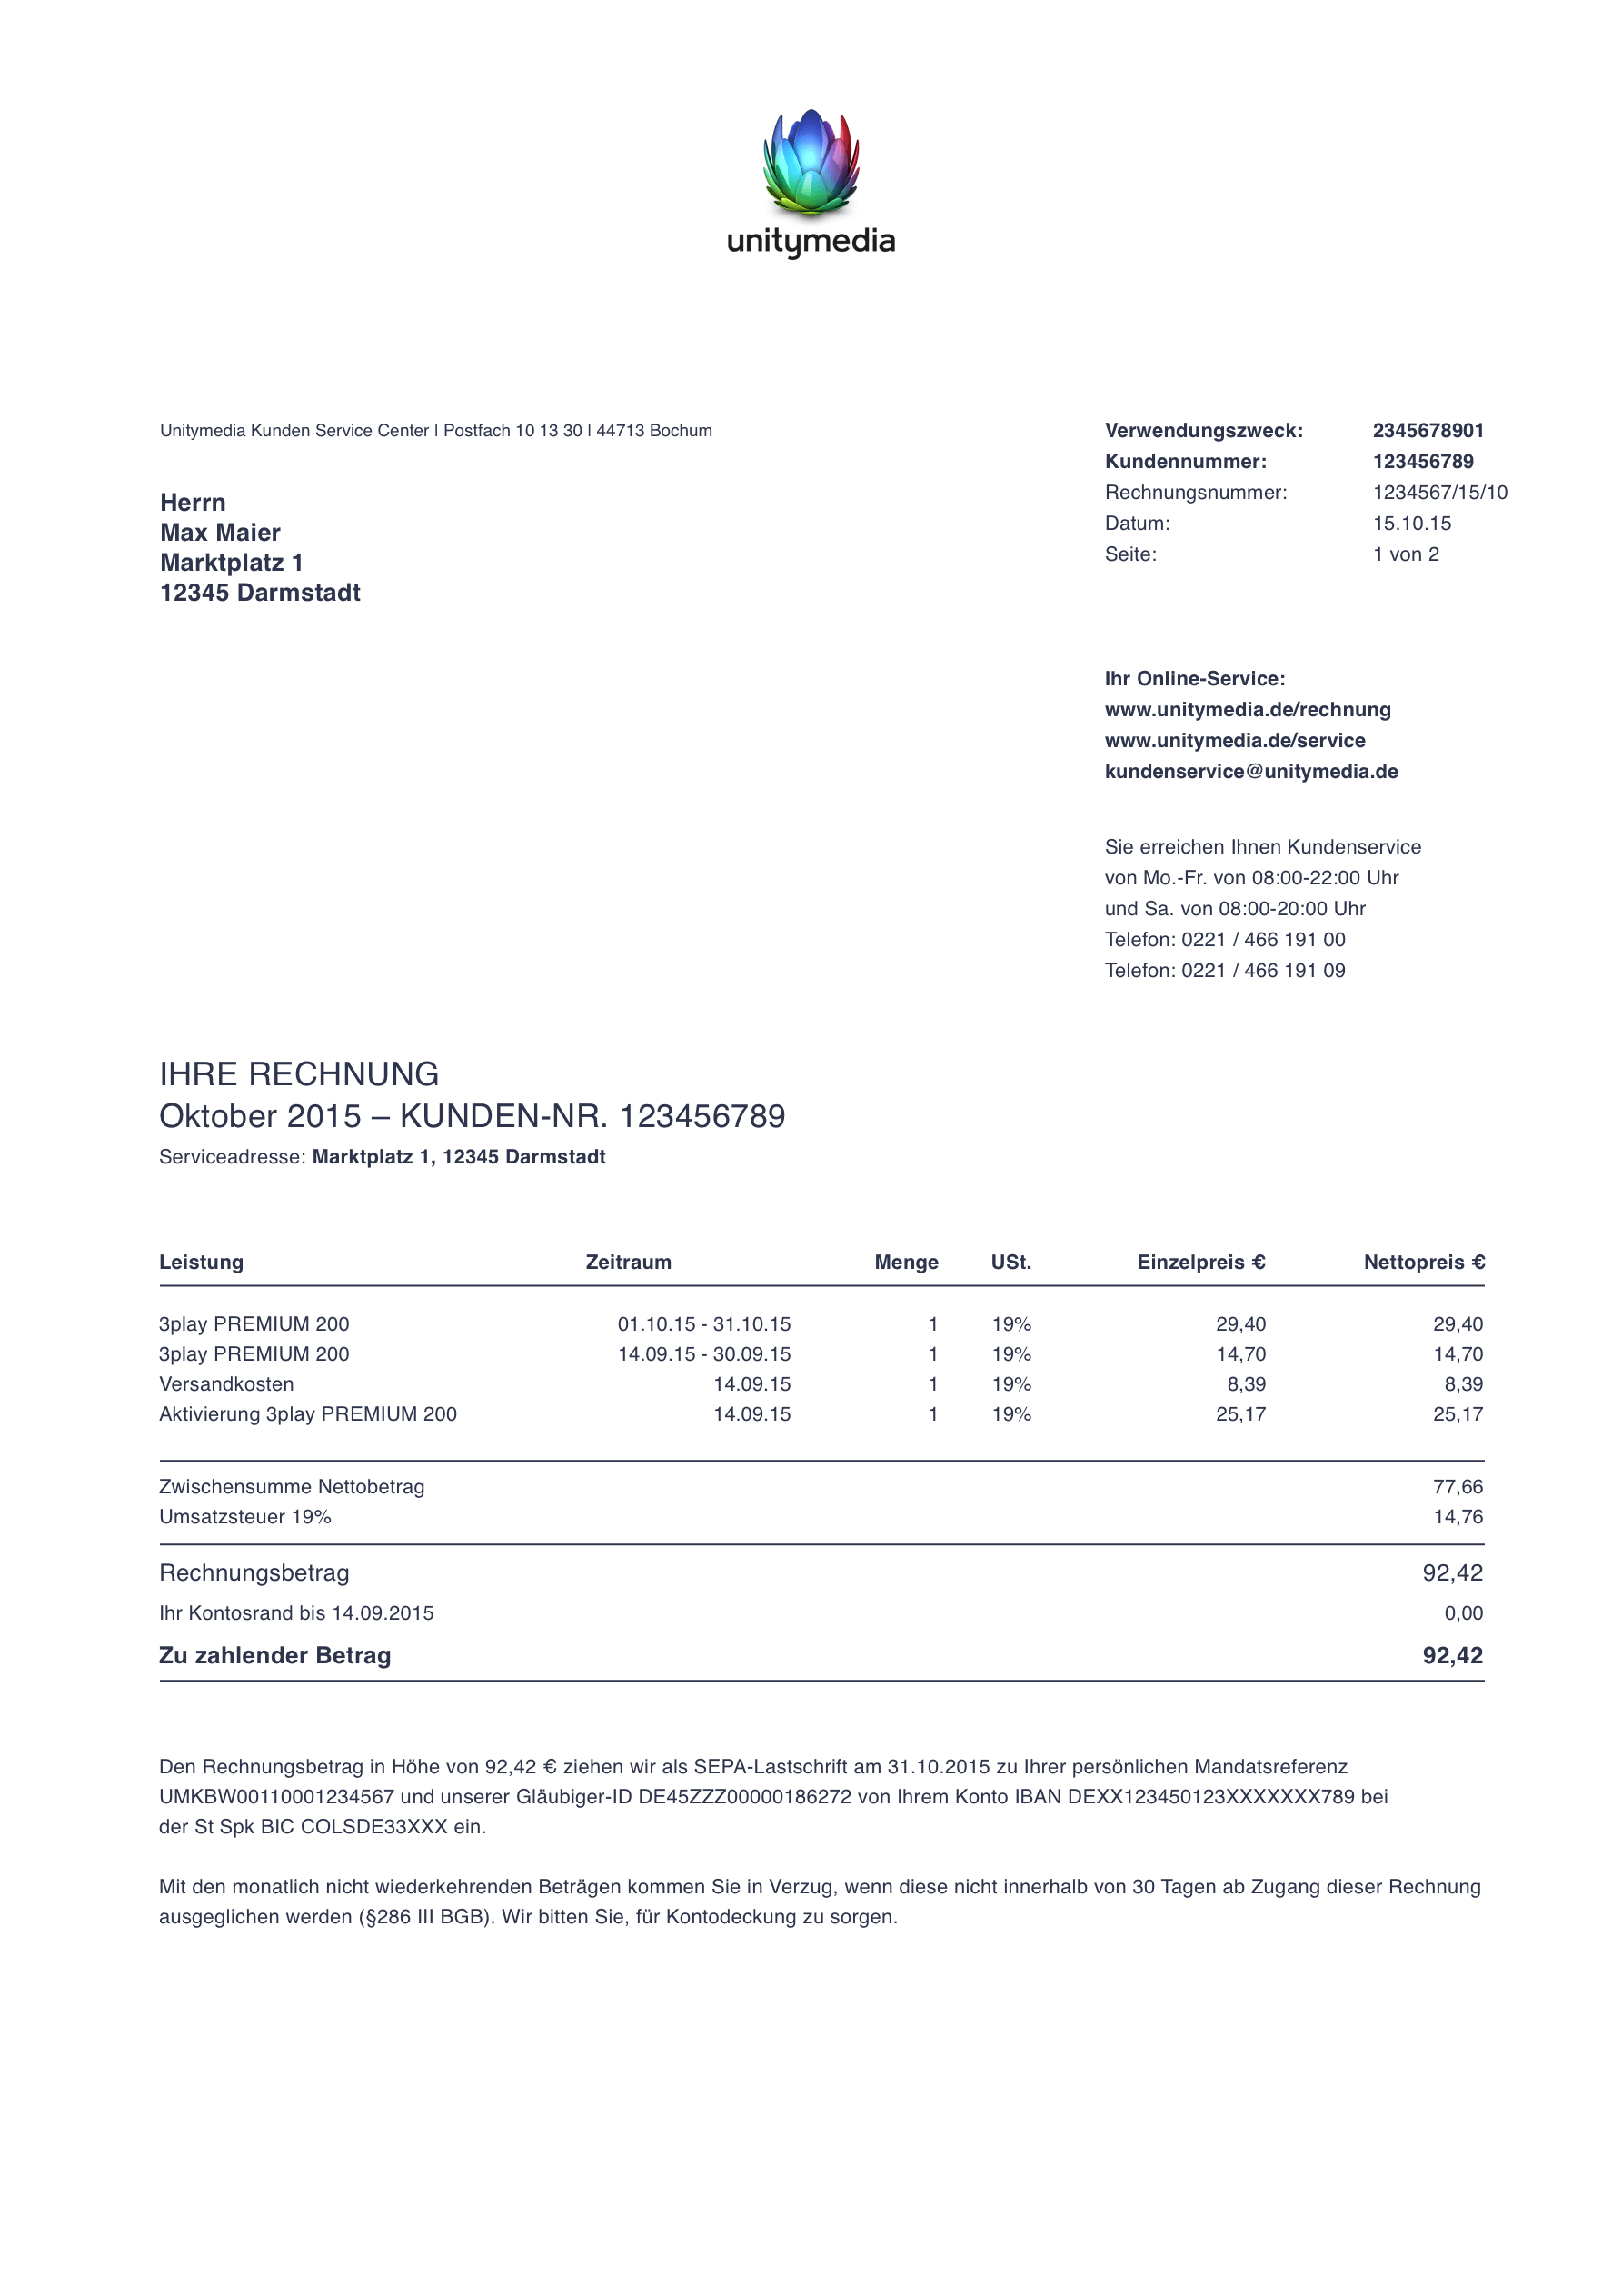 unitymedia
Unitymedia Kunden Service Center | Postfach 10 13 30 | 44713 Bochum
Herrn
Max Maier
Marktplatz 1
12345 Darmstadt
Verwendungszweck: 2345678901
Kundennummer: 123456789
Rechnungsnummer: 1234567/15/10
Datum: 15.10.15
Seite: 1 von 2
Ihr Online-Service:
www.unitymedia.de/rechnung
www.unitymedia.de/service
kundenservice@unitymedia.de
Sie erreichen Ihnen Kundenservice
von Mo.-Fr. von 08:00-22:00 Uhr
und Sa. von 08:00-20:00 Uhr
Telefon: 0221 / 466 191 00
Telefon: 0221 / 466 191 09
IHRE RECHNUNG
Oktober 2015 – KUNDEN-NR. 123456789
Serviceadresse: Marktplatz 1, 12345 Darmstadt
Leistung Zeitraum Menge USt. Einzelpreis € Nettopreis €
3play PREMIUM 200 01.10.15 - 31.10.15 1 19% 29,40 29,40
3play PREMIUM 200 14.09.15 - 30.09.15 1 19% 14,70 14,70
Versandkosten 14.09.15 1 19% 8,39 8,39
Aktivierung 3play PREMIUM 200 14.09.15 1 19% 25,17 25,17
Zwischensumme Nettobetrag 77,66
Umsatzsteuer 19% 14,76
Rechnungsbetrag 92,42
Ihr Kontosrand bis 14.09.2015 0,00
Zu zahlender Betrag 92,42
Den Rechnungsbetrag in Höhe von 92,42 € ziehen wir als SEPA-Lastschrift am 31.10.2015 zu Ihrer persönlichen Mandatsreferenz
UMKBW00110001234567 und unserer Gläubiger-ID DE45ZZZ00000186272 von Ihrem Konto IBAN DEXX123450123XXXXXXX789 bei
der St Spk BIC COLSDE33XXX ein.
Mit den monatlich nicht wiederkehrenden Beträgen kommen Sie in Verzug, wenn diese nicht innerhalb von 30 Tagen ab Zugang dieser Rechnung
ausgeglichen werden (§286 III BGB). Wir bitten Sie, für Kontodeckung zu sorgen.